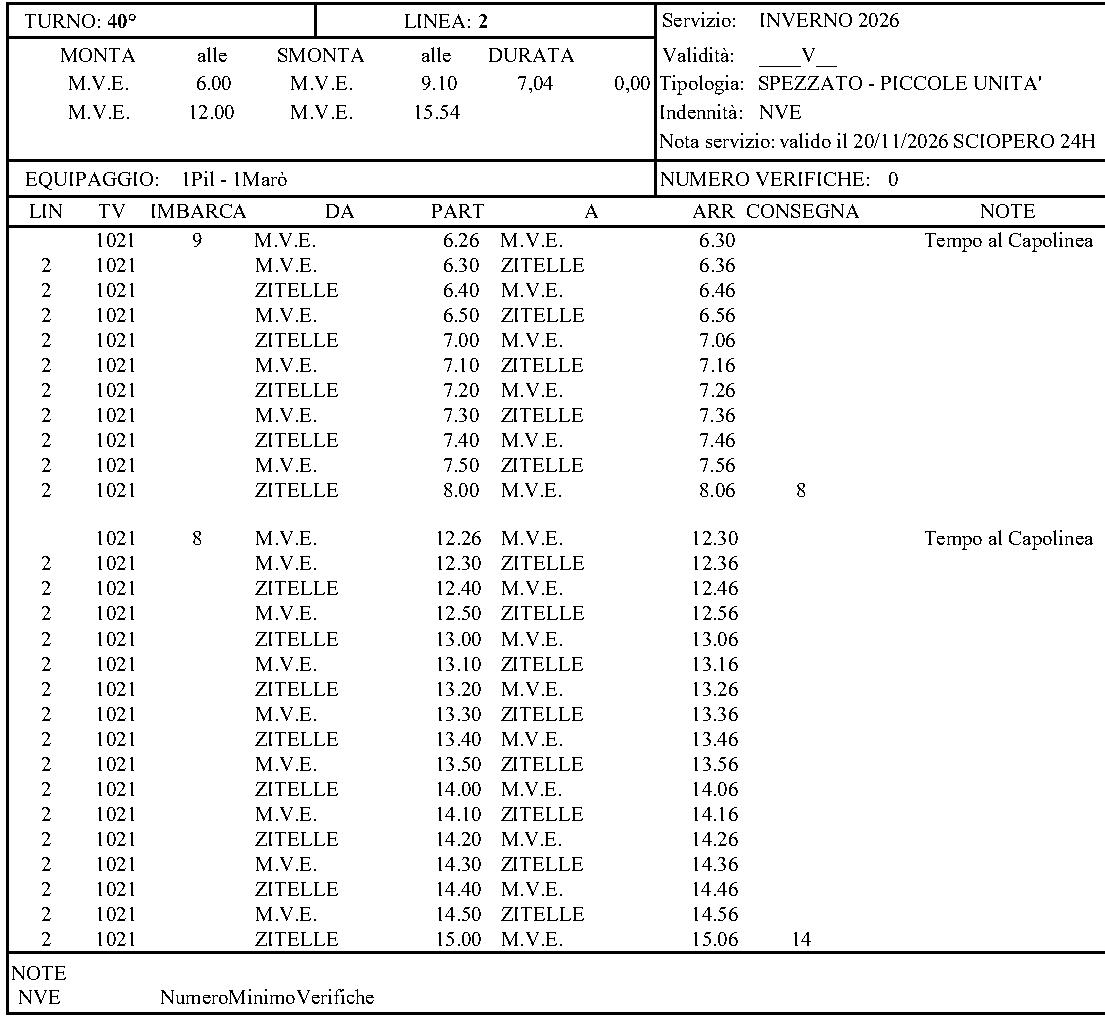 TURNO: 40° LINEA: 2 Servizio: INVERNO 2026
MONTA alle SMONTA alle DURATA Validità: ____V__
M.V.E. 6.00 M.V.E. 9.10 7,04 0,00 Tipologia: SPEZZATO - PICCOLE UNITA'
M.V.E. 12.00 M.V.E. 15.54 Indennità: NVE
Nota servizio: valido il 20/11/2026 SCIOPERO 24H
EQUIPAGGIO: 1Pil - 1Marò NUMERO VERIFICHE: 0
LIN TV IMBARCA DA PART A ARR CONSEGNA NOTE
1021 9 M.V.E. 6.26 M.V.E. 6.30 Tempo al Capolinea
2 1021 M.V.E. 6.30 ZITELLE 6.36
2 1021 ZITELLE 6.40 M.V.E. 6.46
2 1021 M.V.E. 6.50 ZITELLE 6.56
2 1021 ZITELLE 7.00 M.V.E. 7.06
2 1021 M.V.E. 7.10 ZITELLE 7.16
2 1021 ZITELLE 7.20 M.V.E. 7.26
2 1021 M.V.E. 7.30 ZITELLE 7.36
2 1021 ZITELLE 7.40 M.V.E. 7.46
2 1021 M.V.E. 7.50 ZITELLE 7.56
2 1021 ZITELLE 8.00 M.V.E. 8.06 8
1021 8 M.V.E. 12.26 M.V.E. 12.30 Tempo al Capolinea
2 1021 M.V.E. 12.30 ZITELLE 12.36
2 1021 ZITELLE 12.40 M.V.E. 12.46
2 1021 M.V.E. 12.50 ZITELLE 12.56
2 1021 ZITELLE 13.00 M.V.E. 13.06
2 1021 M.V.E. 13.10 ZITELLE 13.16
2 1021 ZITELLE 13.20 M.V.E. 13.26
2 1021 M.V.E. 13.30 ZITELLE 13.36
2 1021 ZITELLE 13.40 M.V.E. 13.46
2 1021 M.V.E. 13.50 ZITELLE 13.56
2 1021 ZITELLE 14.00 M.V.E. 14.06
2 1021 M.V.E. 14.10 ZITELLE 14.16
2 1021 ZITELLE 14.20 M.V.E. 14.26
2 1021 M.V.E. 14.30 ZITELLE 14.36
2 1021 ZITELLE 14.40 M.V.E. 14.46
2 1021 M.V.E. 14.50 ZITELLE 14.56
2 1021 ZITELLE 15.00 M.V.E. 15.06 14
NOTE
NVE NumeroMinimoVerifiche